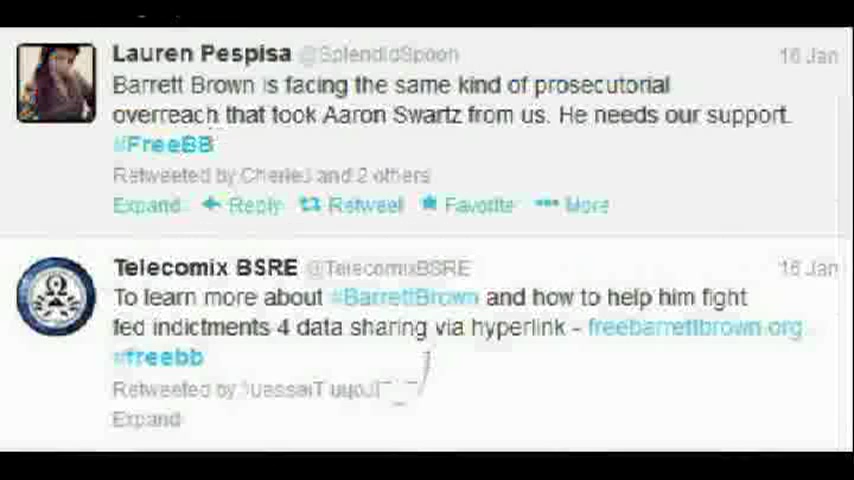 Lauren Pespisa @SplendidSpoon 16 Jan
Barrett Brown is facing the same kind of prosecutorial
overreach that took Aaron Swartz from us. He needs our support.
#FreeBB
Retweeted by CherieJ and 2 others
Expand Reply Retweet Favorite More
Telecomix BSRE @TelecomixBSRE 16 Jan
To learn more about #BarrettBrown and how to help him fight
fed indictments 4 data sharing via hyperlink - freebarrettbrown.org
#freebb
Retweeted by
Expand